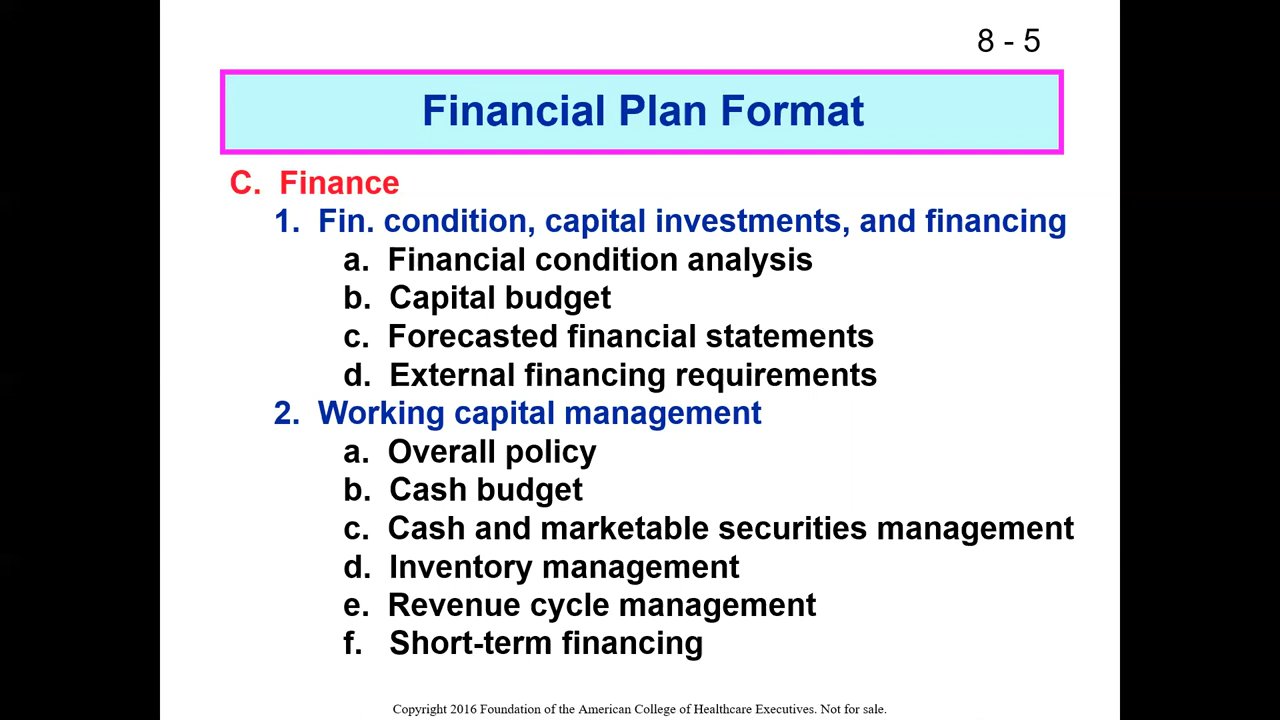 8 - 5
Financial Plan Format
C. Finance
1. Fin. condition, capital investments, and financing
a. Financial condition analysis
b. Capital budget
c. Forecasted financial statements
d. External financing requirements
2. Working capital management
a. Overall policy
b. Cash budget
c. Cash and marketable securities management
d. Inventory management
e. Revenue cycle management
f. Short-term financing
Copyright 2016 Foundation of the American College of Healthcare Executives. Not for sale.